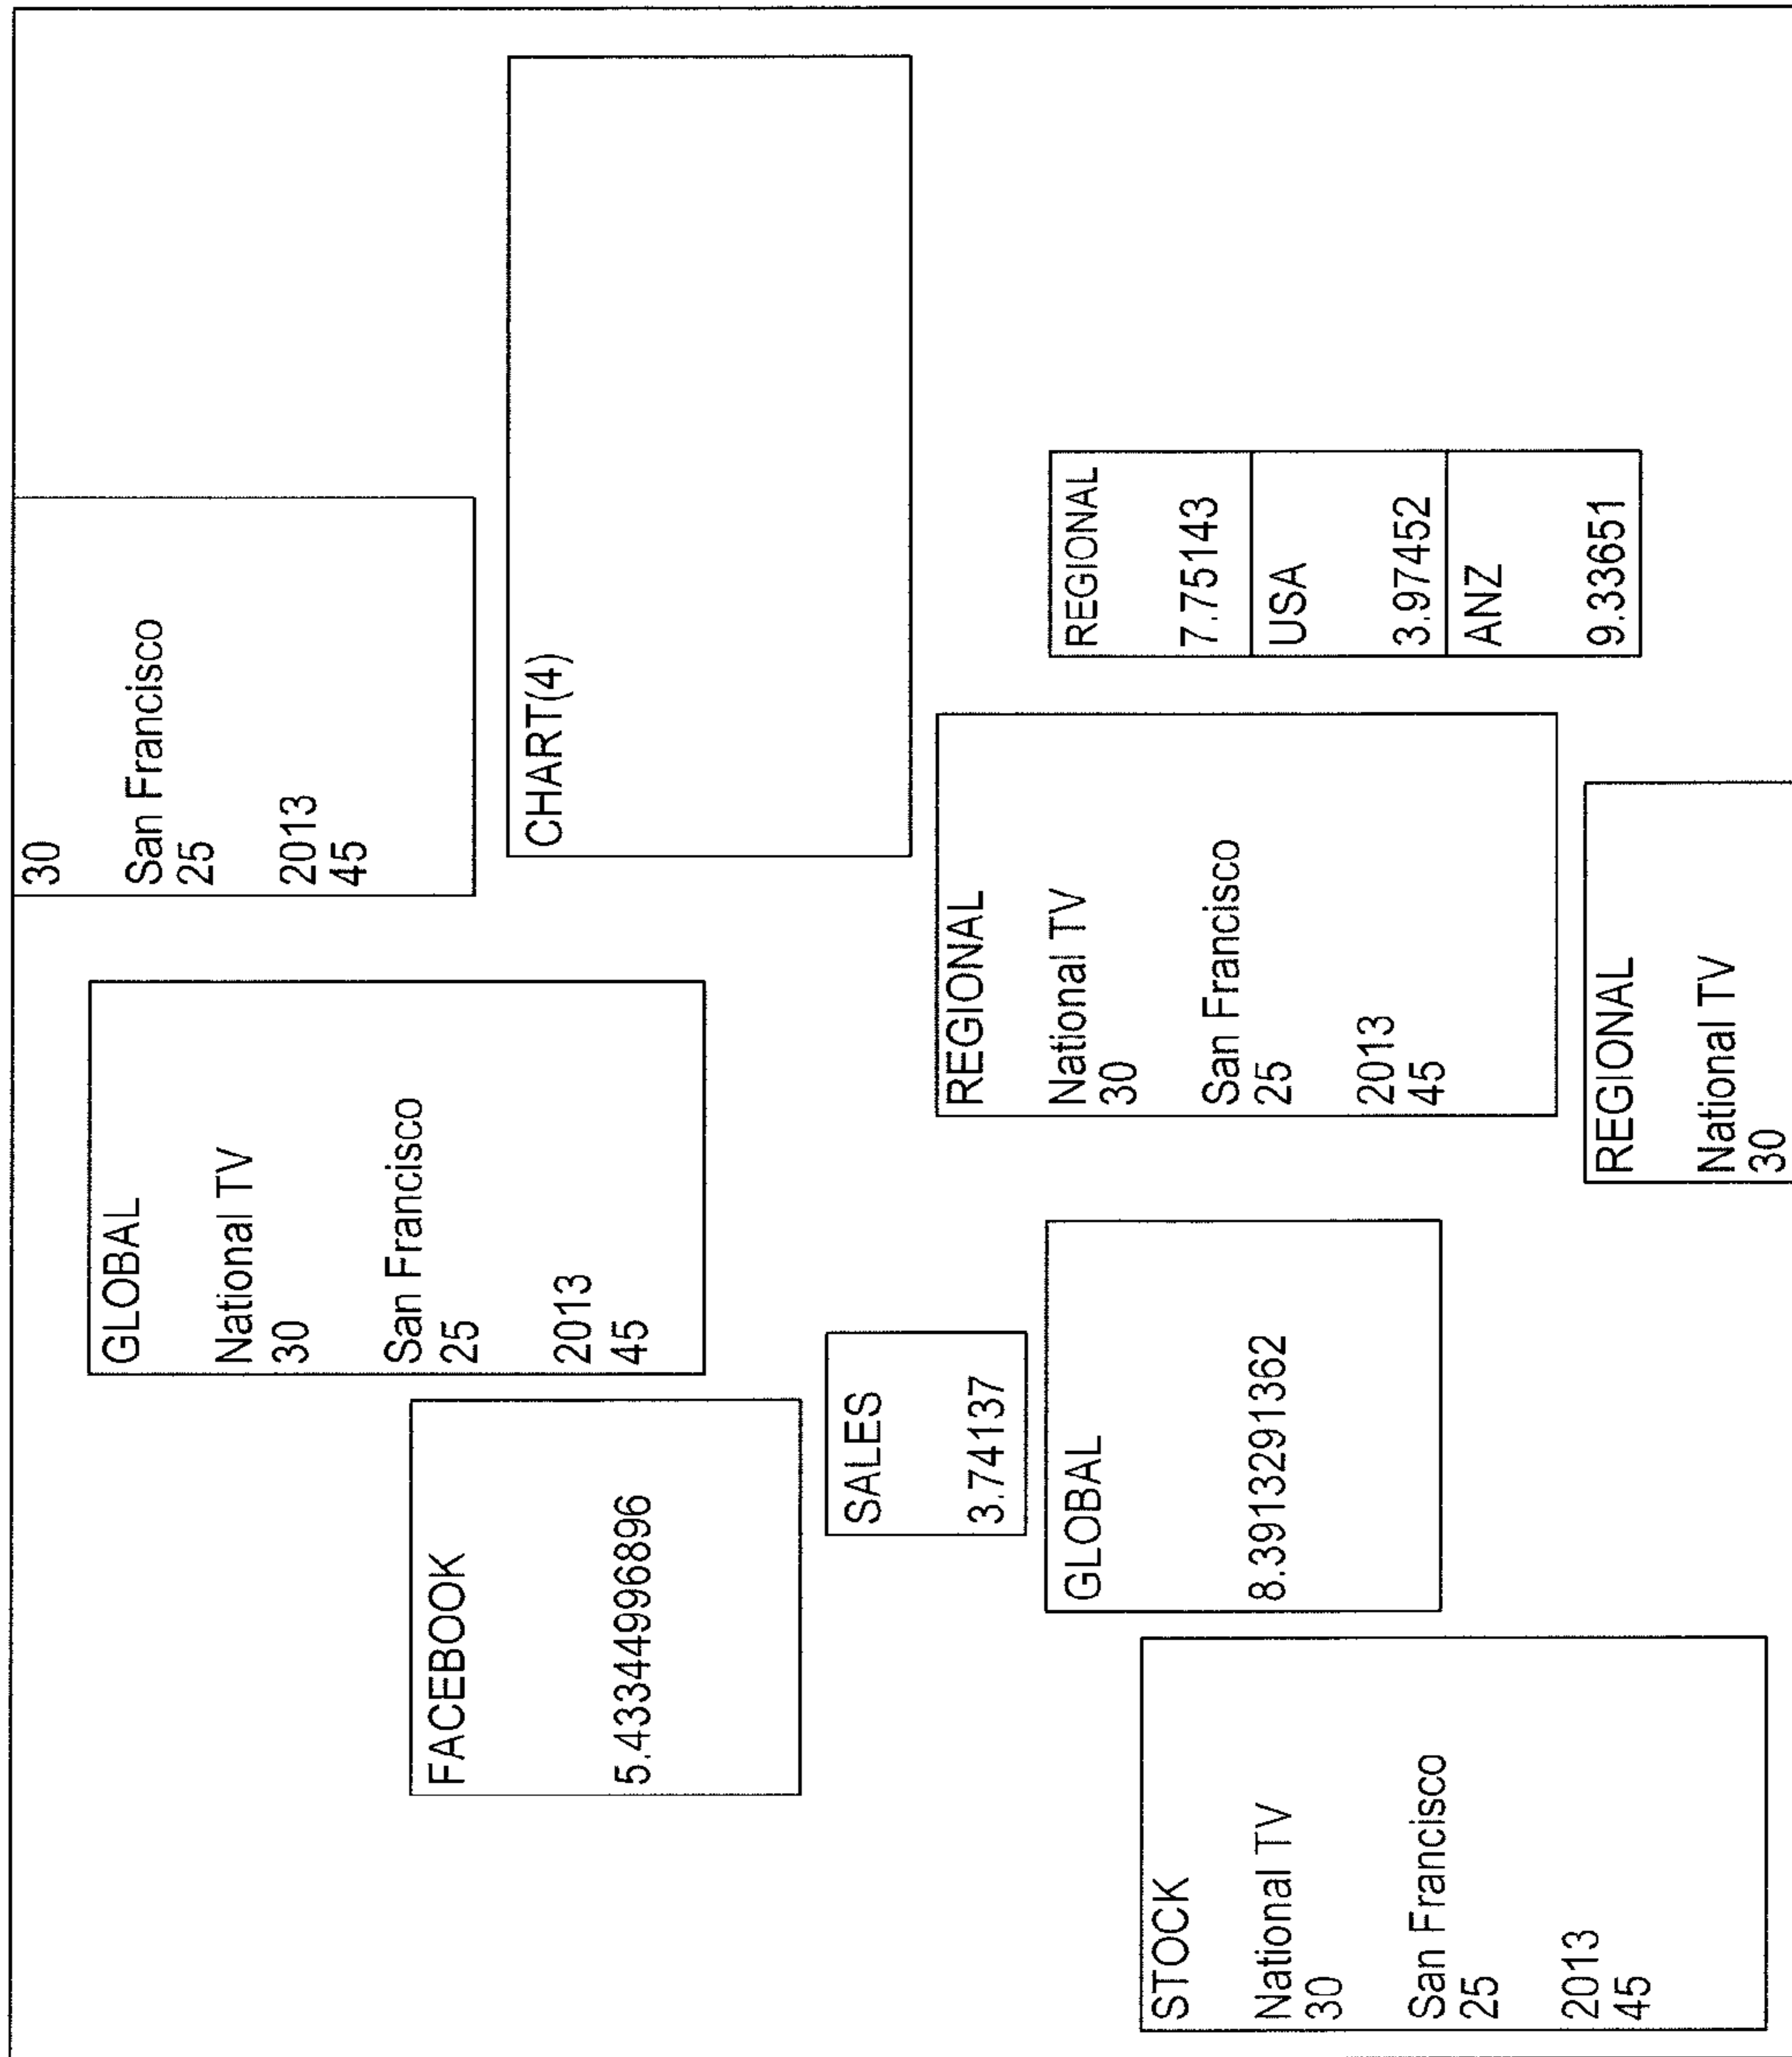 FACEBOOK
5.43344996896
GLOBAL
National TV
30
San Francisco
25
2013
45
30
San Francisco
25
2013
45
CHART(4)
SALES
3.74137
STOCK
National TV
30
San Francisco
25
2013
45
GLOBAL
8.3913291362
REGIONAL
National TV
30
San Francisco
25
2013
45
REGIONAL
7.75143
USA
3.97452
ANZ
9.33651
REGIONAL
National TV
30